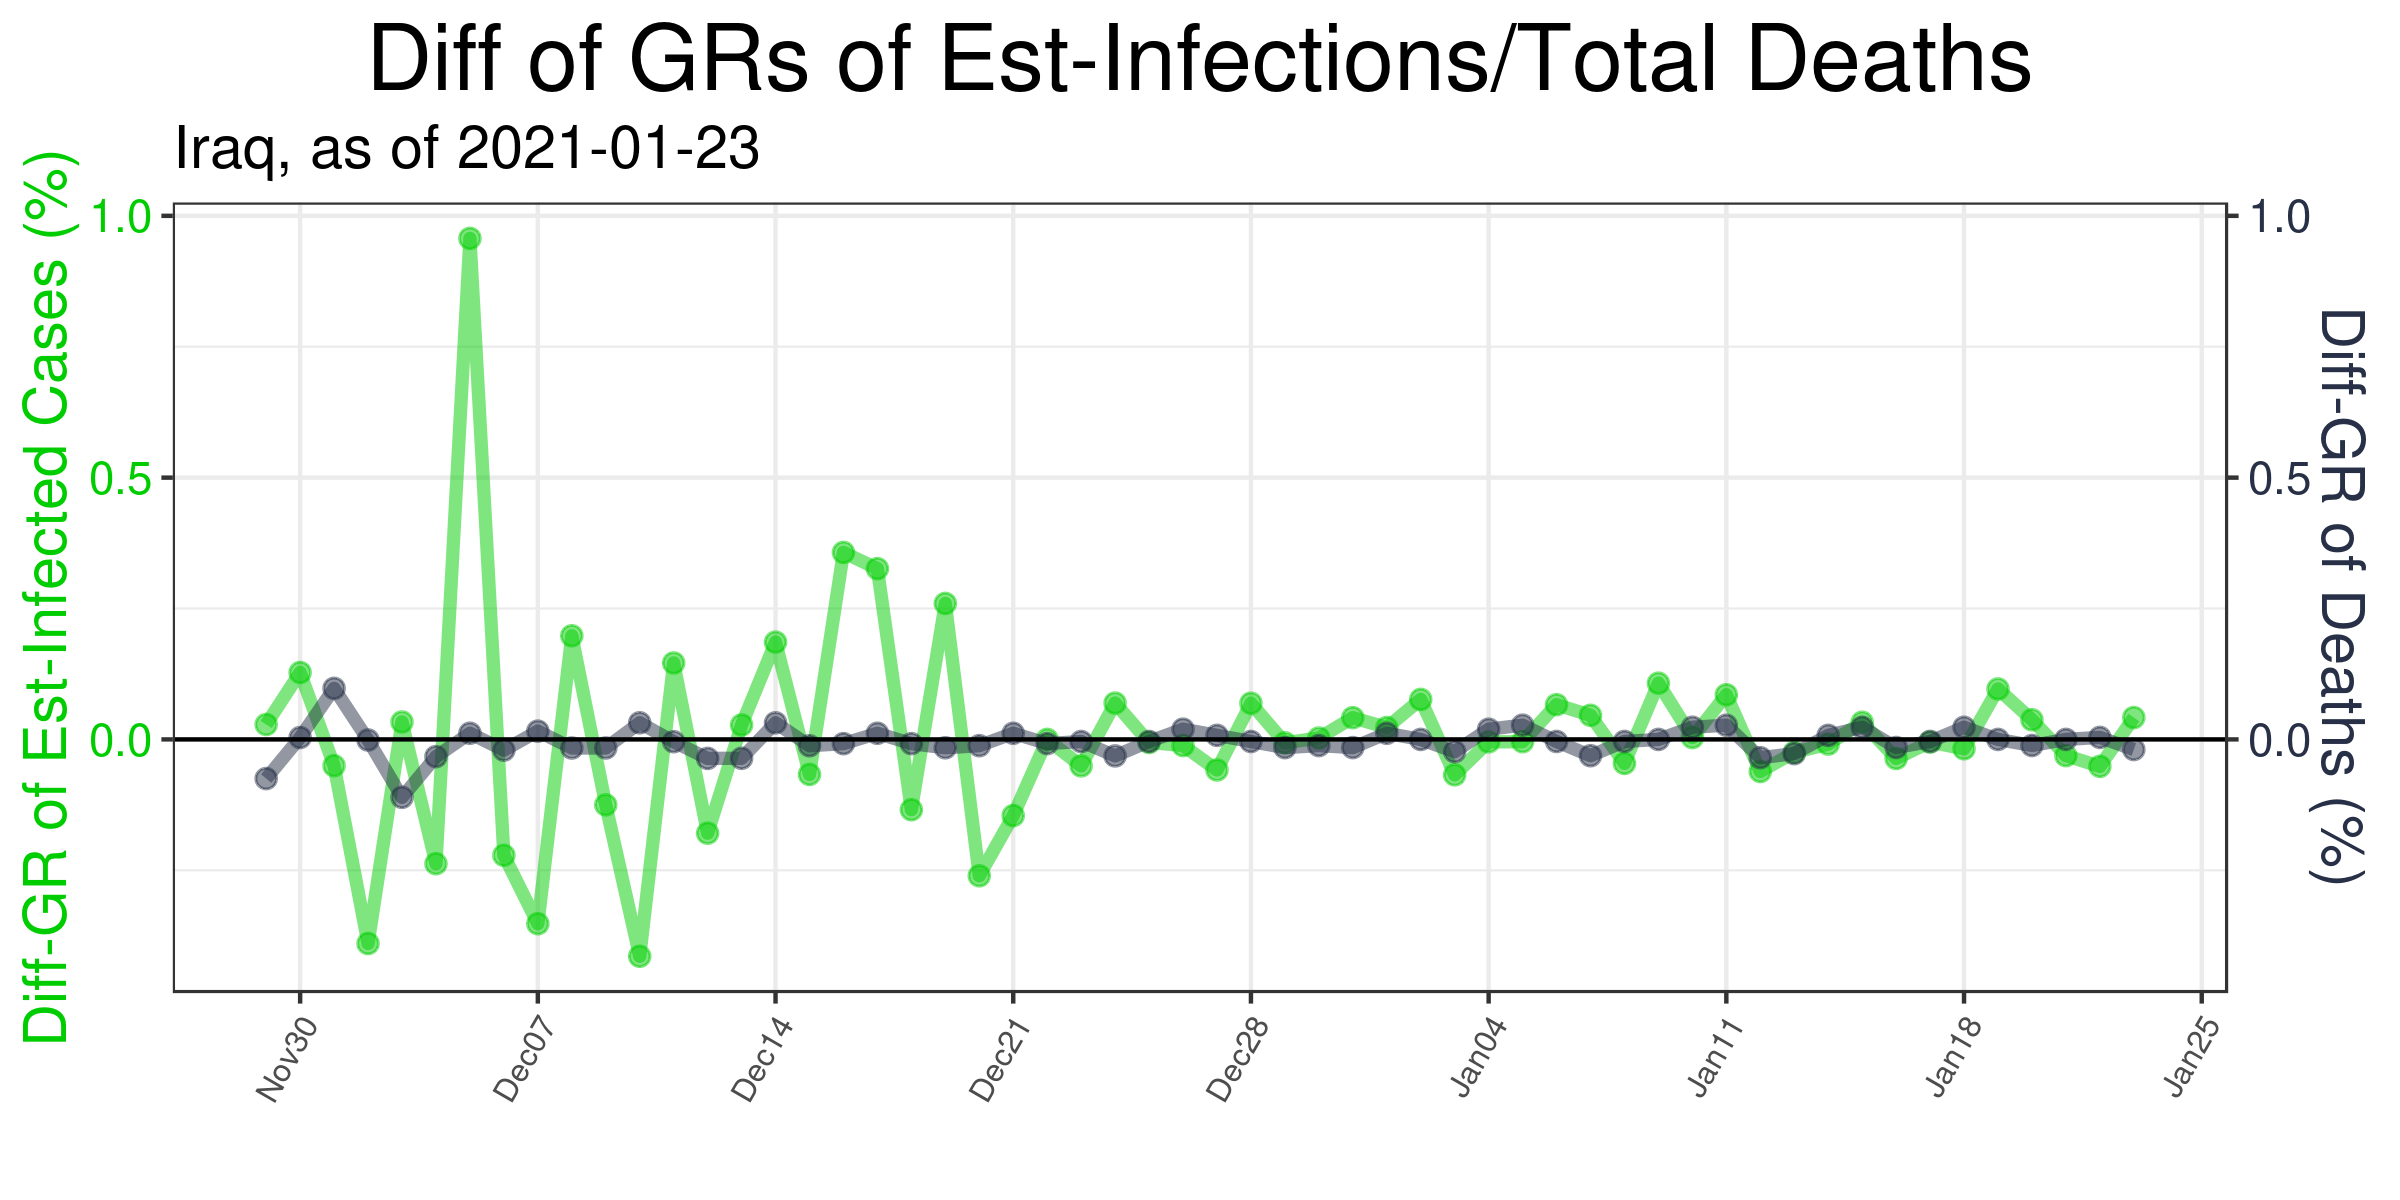 Diff of GRs of Est-Infections/Total Deaths
Iraq, as of 2021-01-23
Diff-GR of Est-Infected Cases (%)
1.0
0.5
0.0
1.0
0.5
0.0
Diff-GR of Deaths (%)
Nov30
Dec07
Dec14
Dec21
Dec28
Jan04
Jan11
Jan18
Jan25